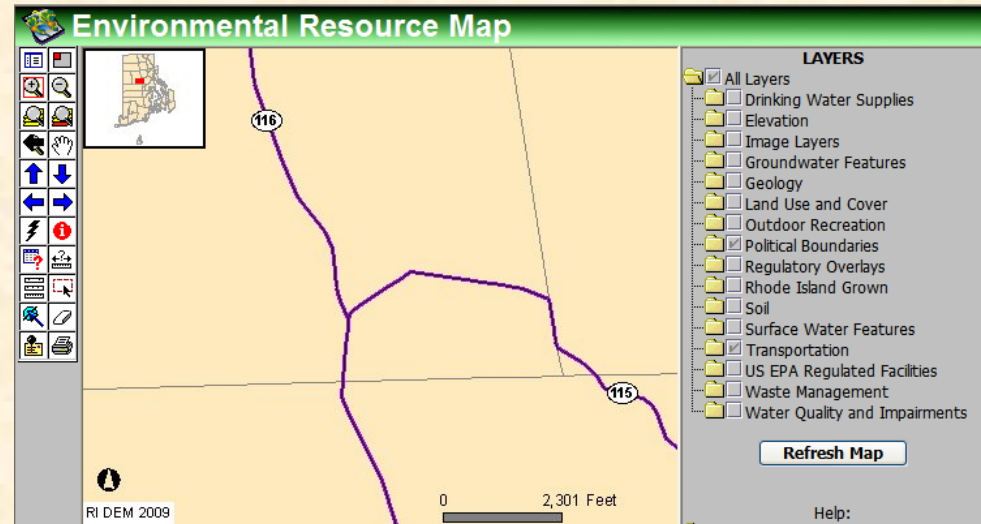 Environmental Resource Map
116
115
0 2,301 Feet
RI DEM 2009
LAYERS
All Layers
Drinking Water Supplies
Elevation
Image Layers
Groundwater Features
Geology
Land Use and Cover
Outdoor Recreation
Political Boundaries
Regulatory Overlays
Rhode Island Grown
Soil
Surface Water Features
Transportation
US EPA Regulated Facilities
Waste Management
Water Quality and Impairments
Refresh Map
Help: